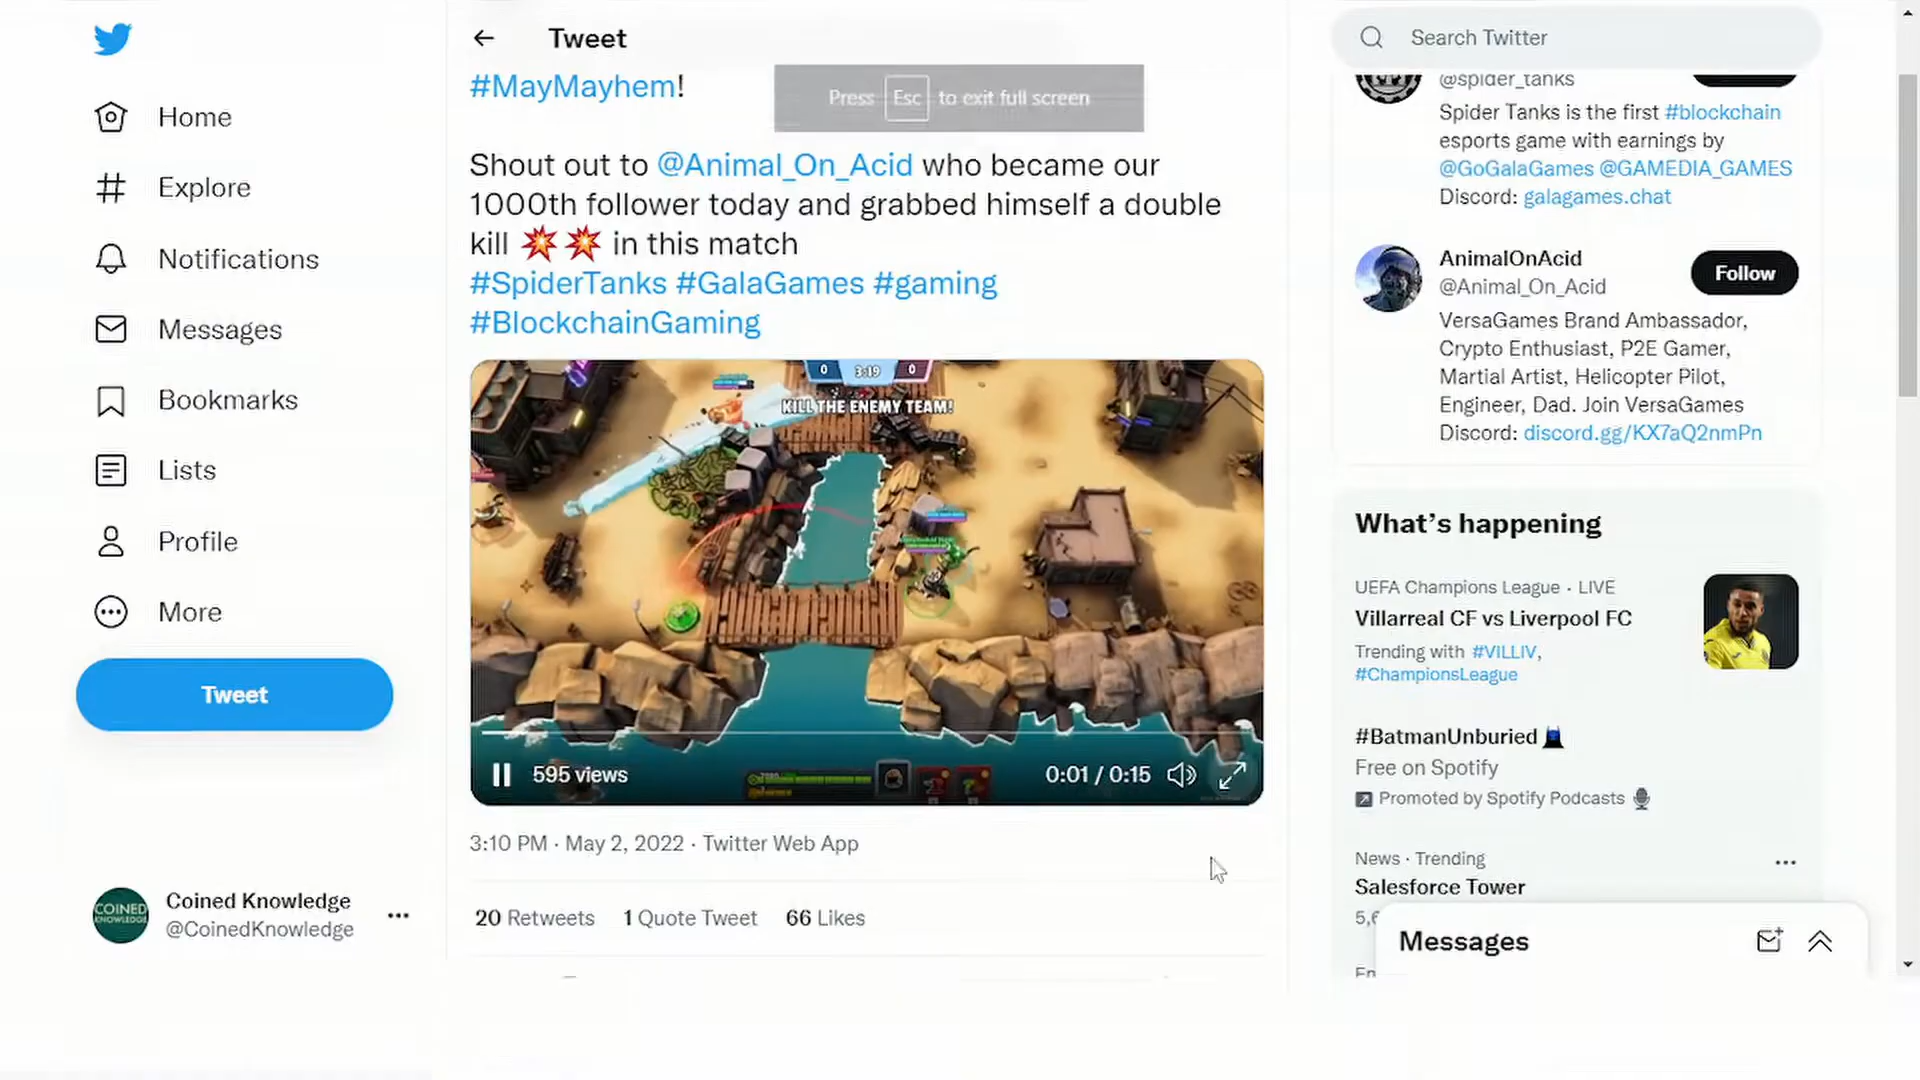 Home
Explore
Notifications
Messages
Bookmarks
Lists
Profile
More
Tweet
COINED
KNOWLEDGE
Coined Knowledge
@CoinedKnowledge
Tweet
#MayMayhem!
Press Esc to exit full screen
Shout out to @Animal_On_Acid who became our
1000th follower today and grabbed himself a double
kill 💥💥 in this match
#SpiderTanks #GalaGames #gaming
#BlockchainGaming
0 3:19 0
KILL THE ENEMY TEAM!
595 views
0:01 / 0:15
3:10 PM · May 2, 2022 · Twitter Web App
20 Retweets 1 Quote Tweet 66 Likes
Search Twitter
@spider_tanks
Spider Tanks is the first #blockchain
esports game with earnings by
@GoGalaGames @GAMEDIA_GAMES
Discord: galagames.chat
AnimalOnAcid
@Animal_On_Acid
Follow
VersaGames Brand Ambassador,
Crypto Enthusiast, P2E Gamer,
Martial Artist, Helicopter Pilot,
Engineer, Dad. Join VersaGames
Discord: discord.gg/KX7aQ2nmPn
What's happening
UEFA Champions League · LIVE
Villarreal CF vs Liverpool FC
Trending with #VILLIV,
#ChampionsLeague
#BatmanUnburied
Free on Spotify
Promoted by Spotify Podcasts
News · Trending
Salesforce Tower
Messages